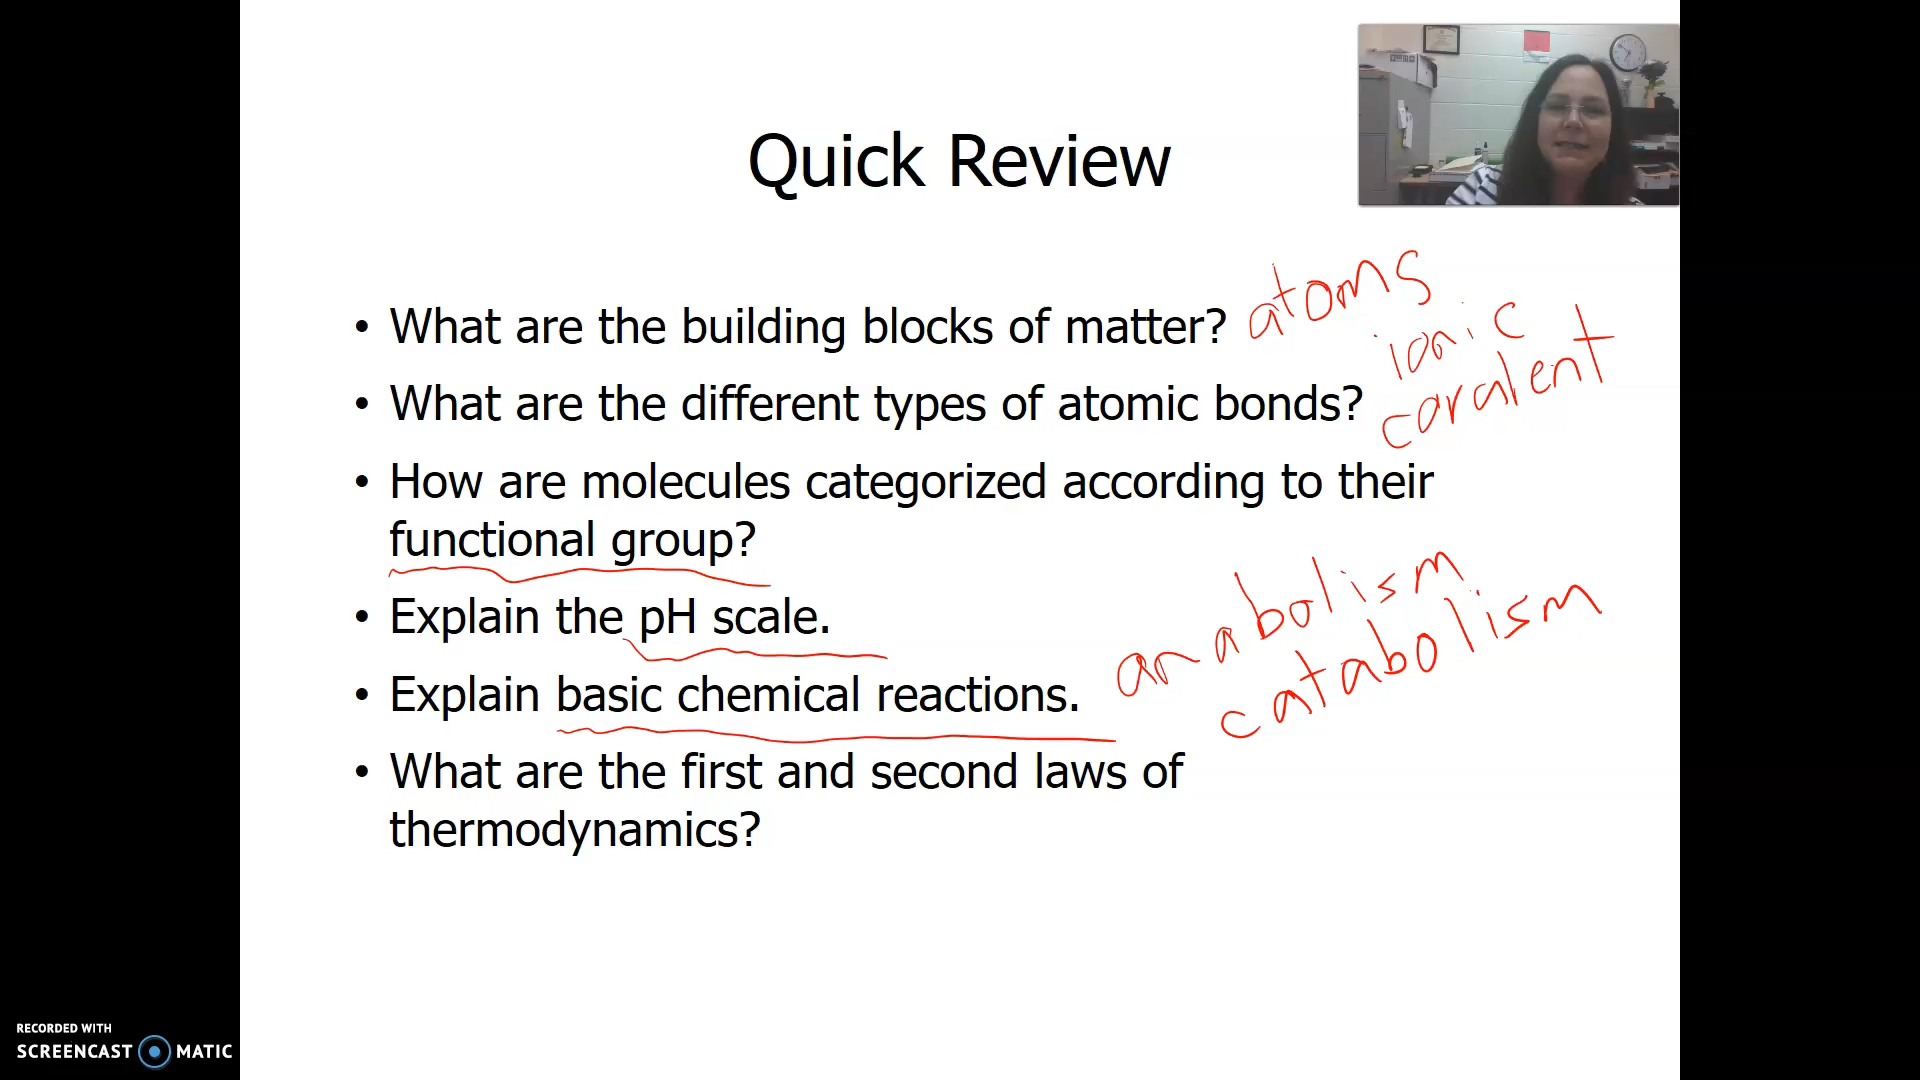 Quick Review
• What are the building blocks of matter? atoms
• What are the different types of atomic bonds? ionic
covalent
• How are molecules categorized according to their
functional group?
• Explain the pH scale.
• Explain basic chemical reactions. anabolism
catabolism
• What are the first and second laws of
thermodynamics?
RECORDED WITH
SCREENCAST MATIC